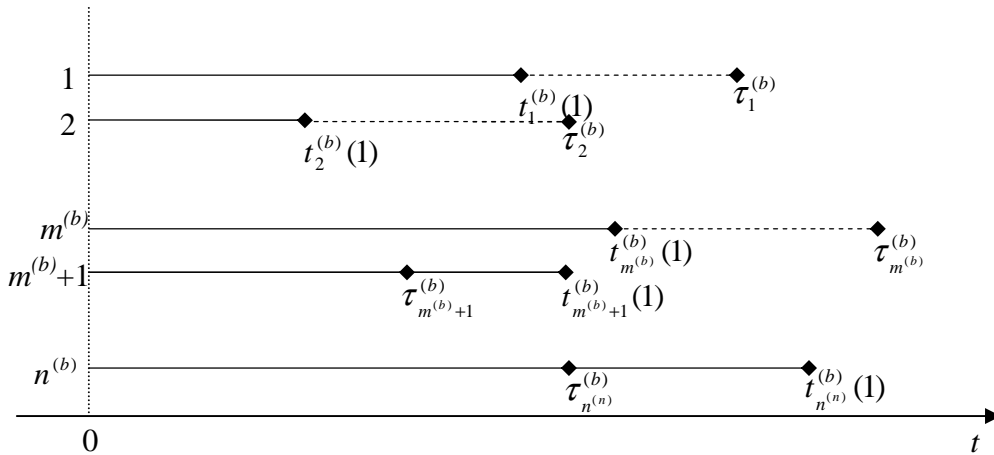 1
t_1^{(b)}(1) τ_1^{(b)}
2
t_2^{(b)}(1) τ_2^{(b)}
m^{(b)}
t_{m^{(b)}}^{(b)}(1) τ_{m^{(b)}}^{(b)}
m^{(b)}+1
τ_{m^{(b)}+1}^{(b)} t_{m^{(b)}+1}^{(b)}(1)
n^{(b)}
τ_{n^{(n)}}^{(b)} t_{n^{(n)}}^{(b)}(1)
0 t